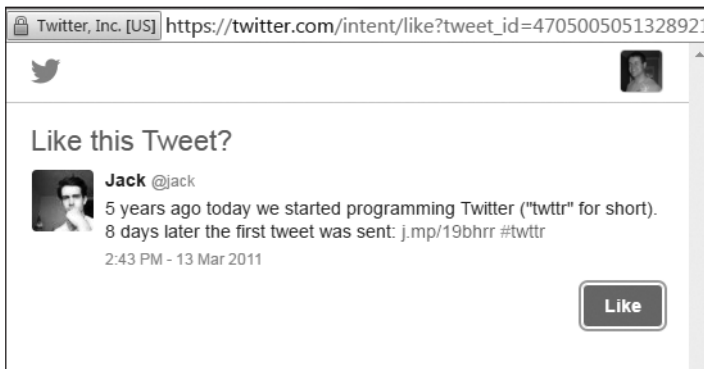 Twitter, Inc. [US] https://twitter.com/intent/like?tweet_id=4705005051328921
Like this Tweet?
Jack @jack
5 years ago today we started programming Twitter ("twttr" for short).
8 days later the first tweet was sent: j.mp/19bhrr #twttr
2:43 PM - 13 Mar 2011
Like